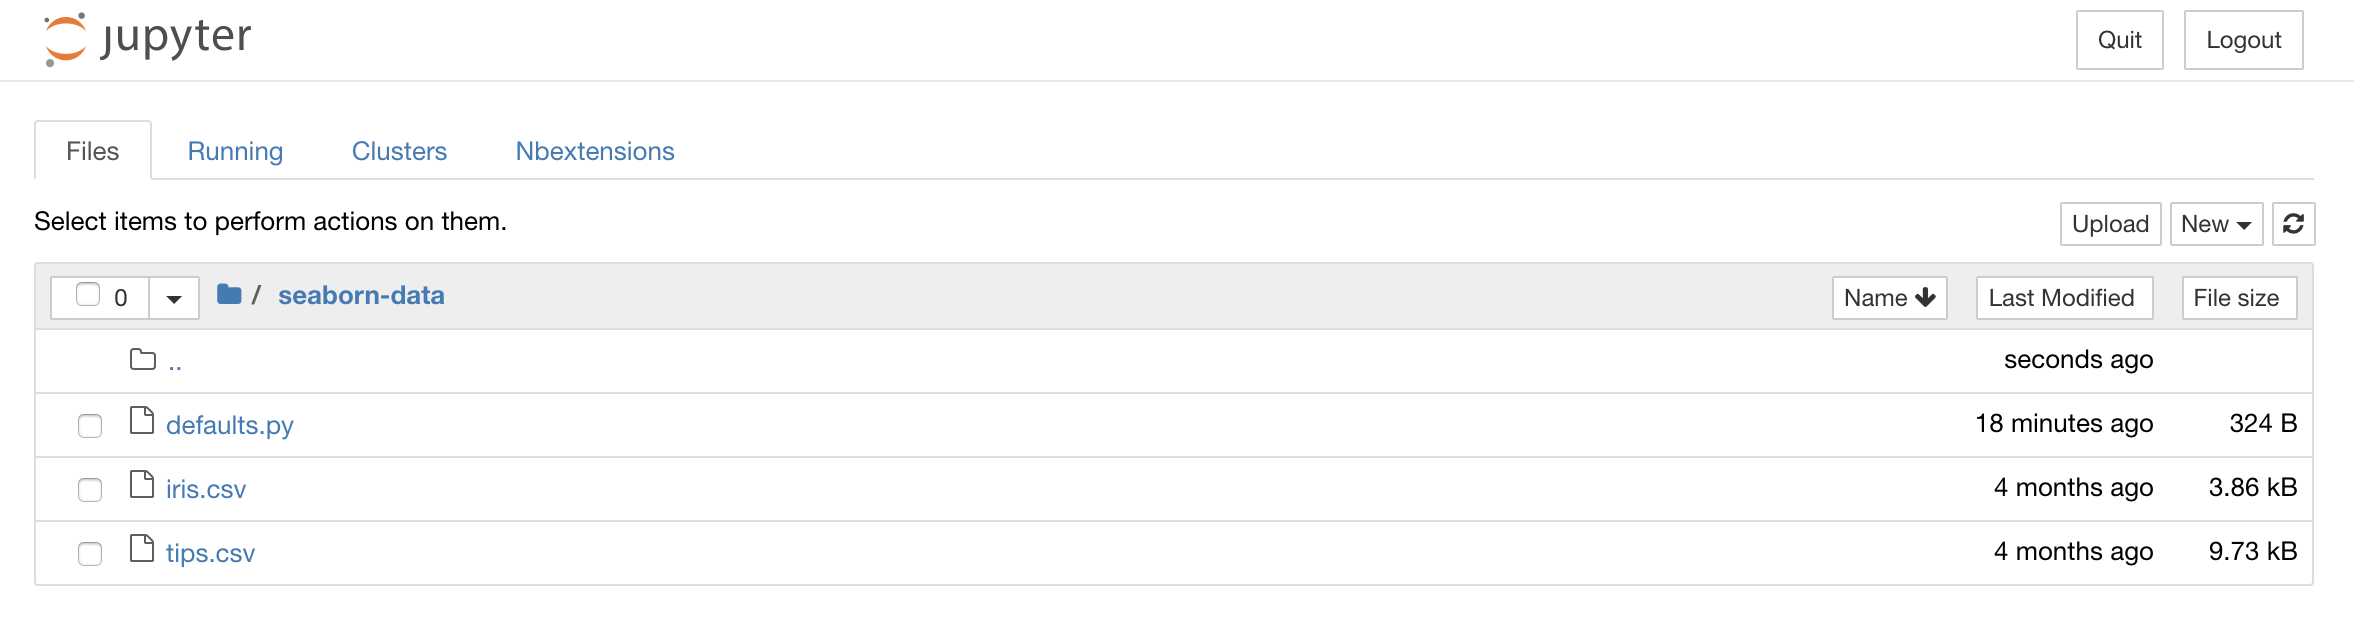 jupyter Quit Logout
Files Running Clusters Nbextensions
Select items to perform actions on them. Upload New
0 / seaborn-data Name Last Modified File size
.. seconds ago
defaults.py 18 minutes ago 324 B
iris.csv 4 months ago 3.86 kB
tips.csv 4 months ago 9.73 kB